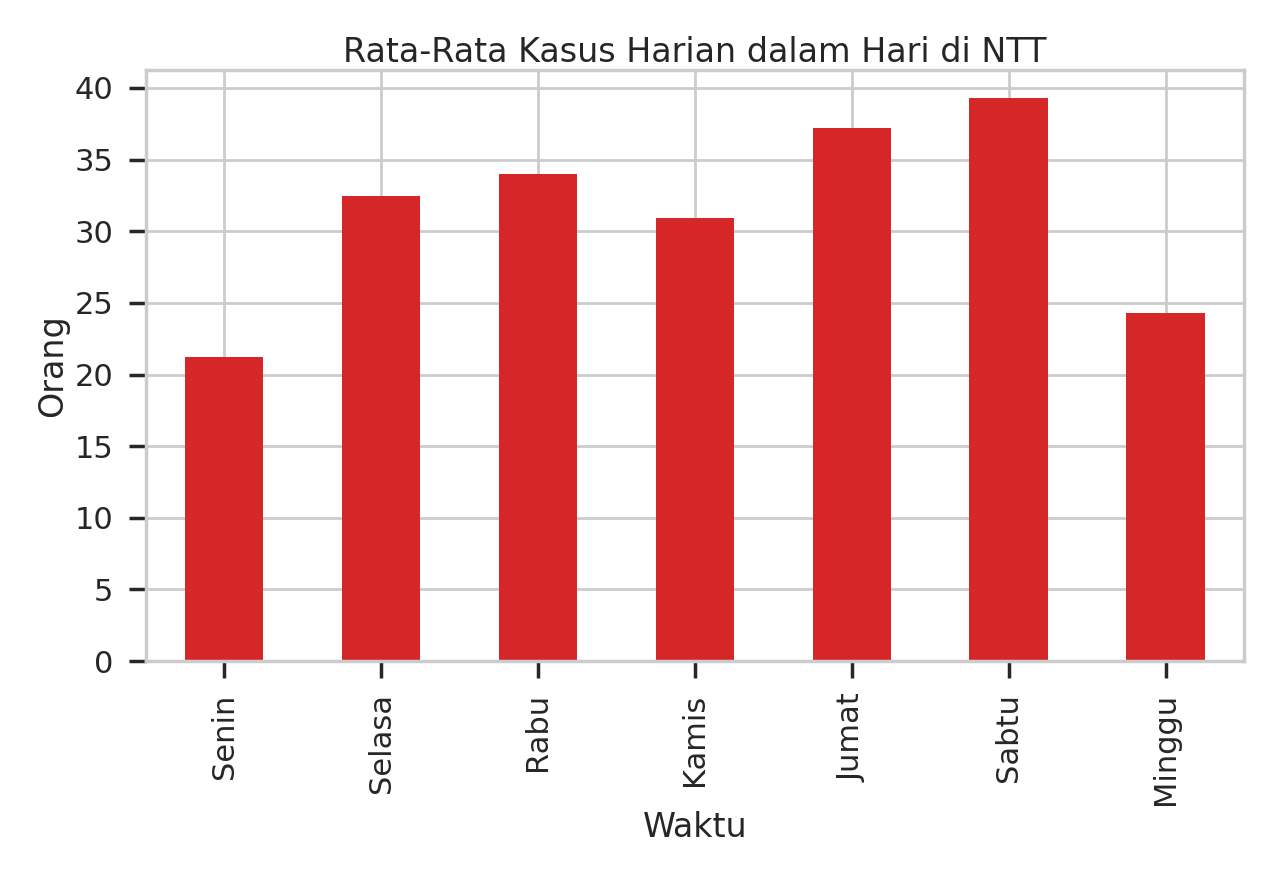 Rata-Rata Kasus Harian dalam Hari di NTT
40
35
30
25
20
15
10
5
0
Orang
Senin
Selasa
Rabu
Kamis
Jumat
Sabtu
Minggu
Waktu